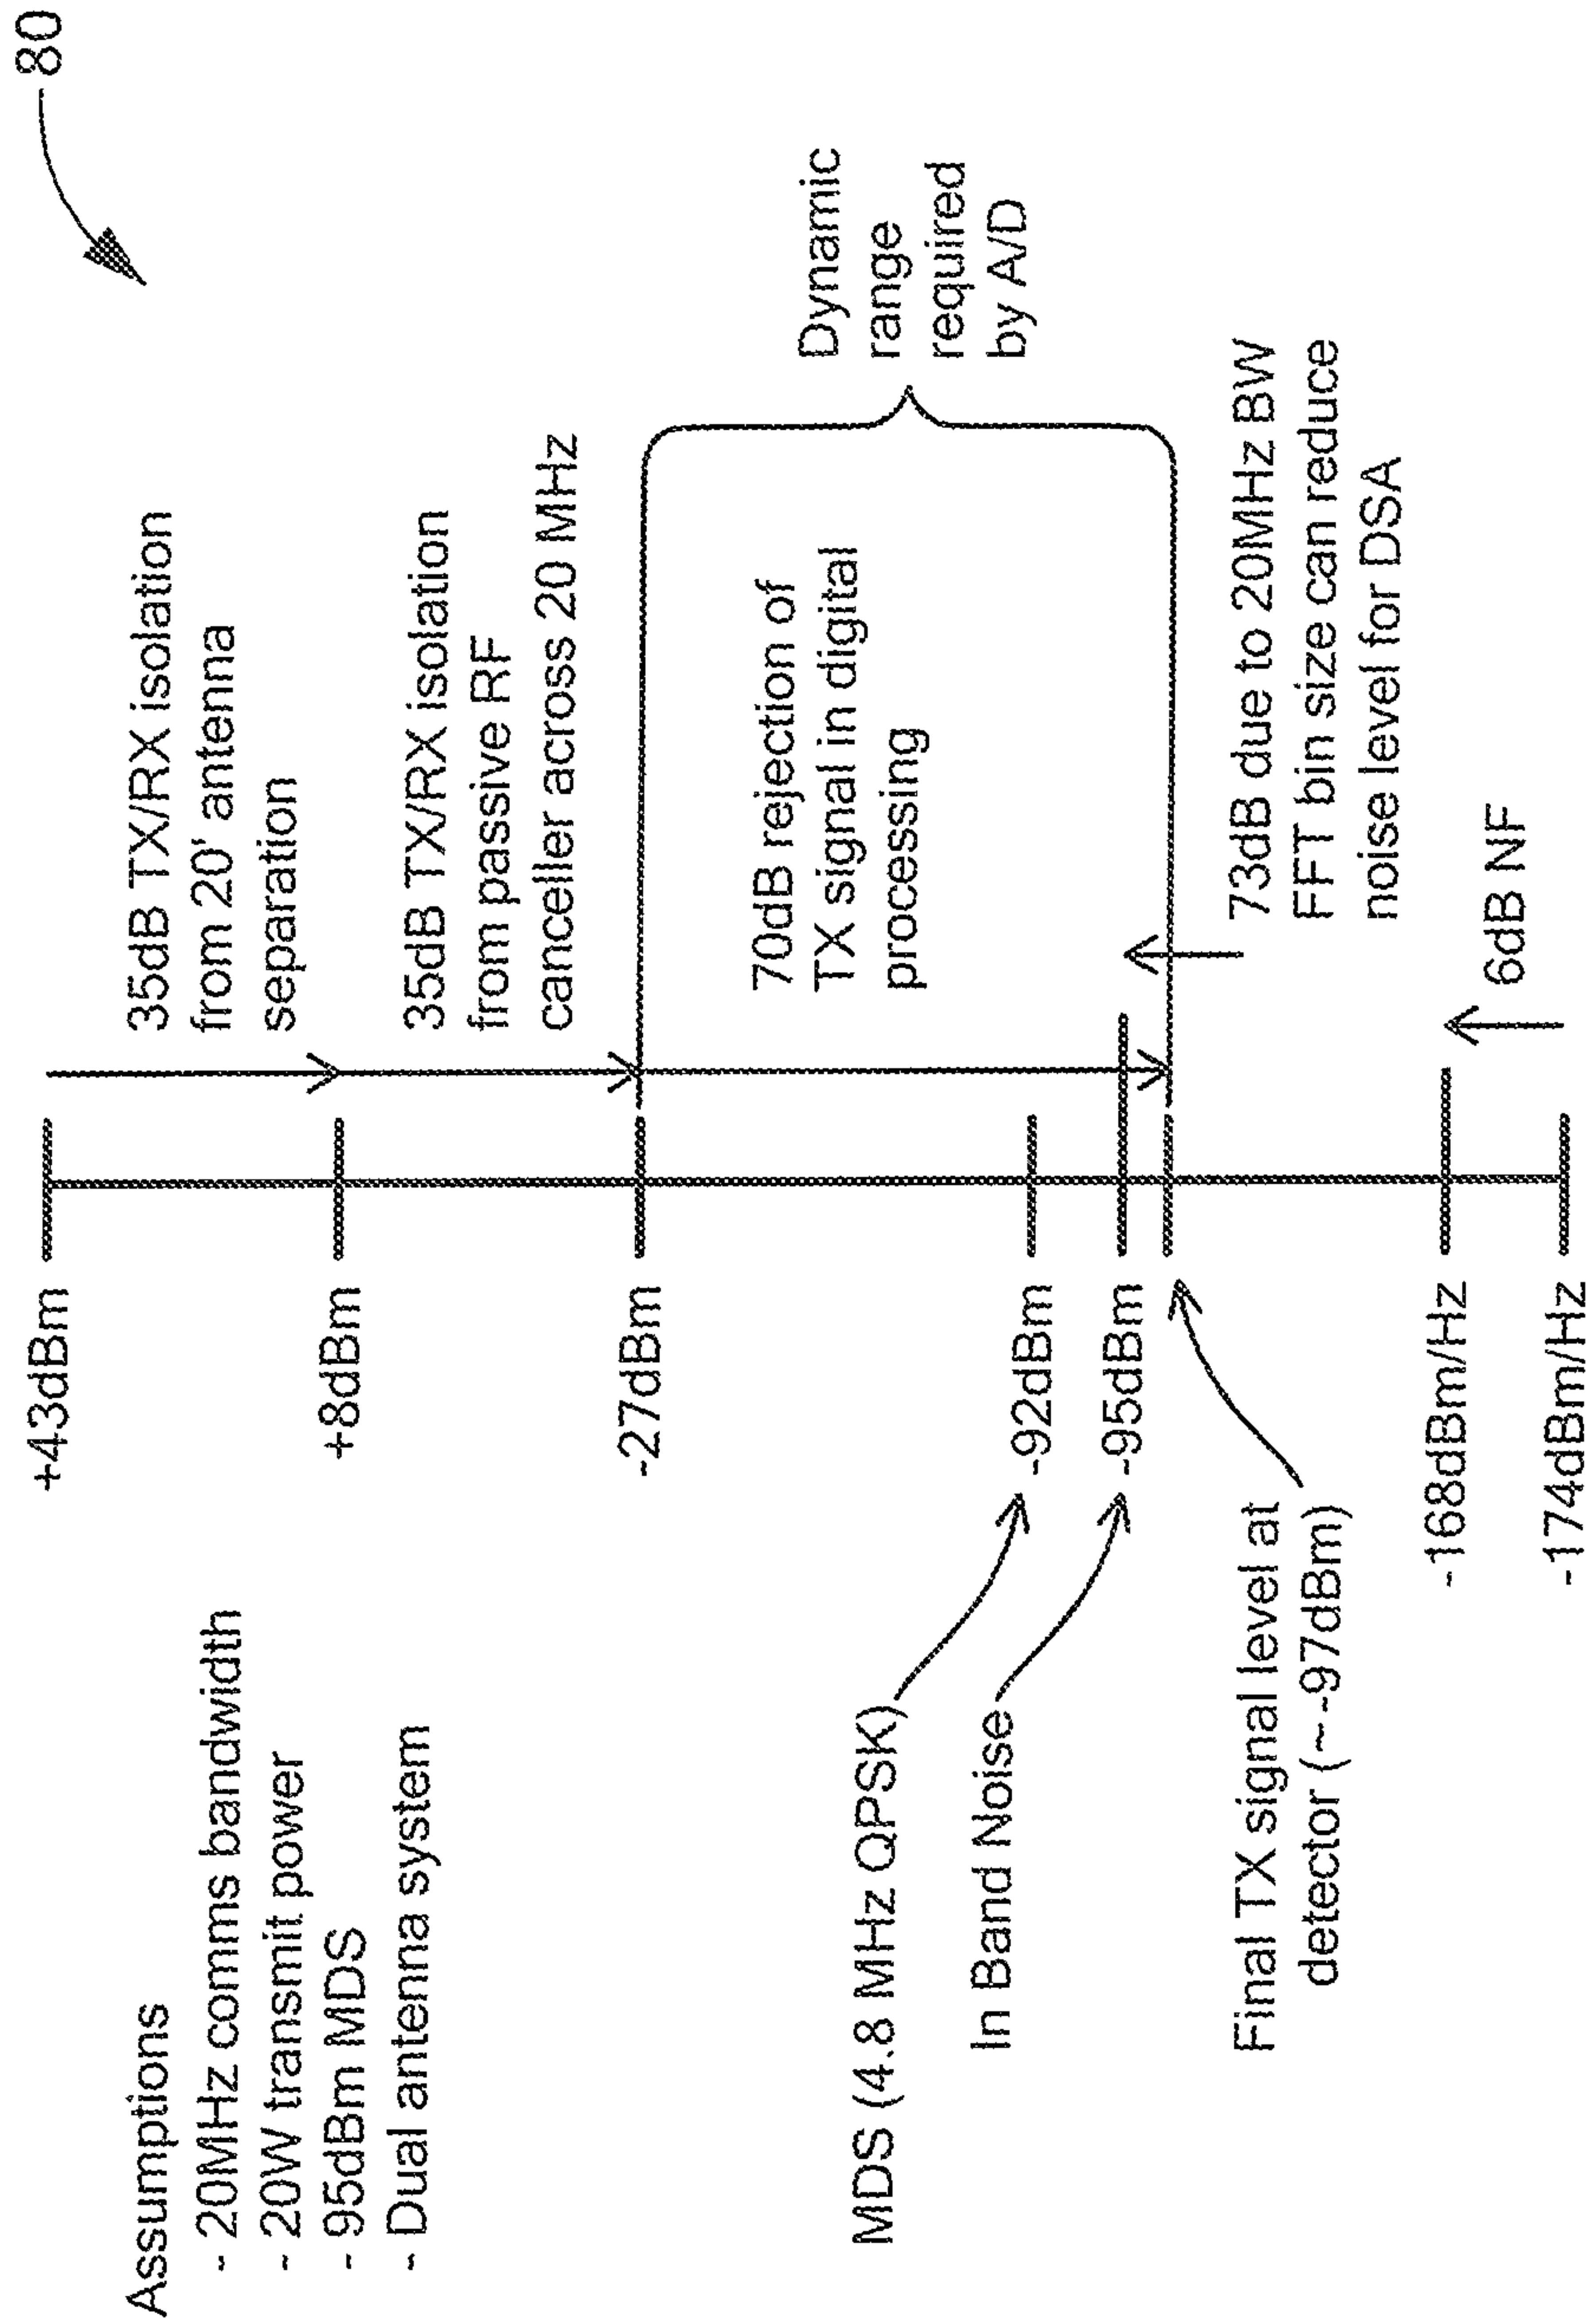 80
Assumptions
- 20MHz comms bandwidth
- 20W transmit power
- 95dBm MDS
- Dual antenna system
+43dBm
35dB TX/RX isolation
from 20' antenna
separation
+8dBm
35dB TX/RX isolation
from passive RF
canceller across 20 MHz
-27dBm
70dB rejection of
TX signal in digital
processing
Dynamic
range
required
by A/D
MDS (4.8 MHz QPSK)
-92dBm
In Band Noise
-95dBm
Final TX signal level at
detector (~ -97dBm)
73dB due to 20MHz BW
FFT bin size can reduce
noise level for DSA
-168dBm/Hz
6dB NF
-174dBm/Hz